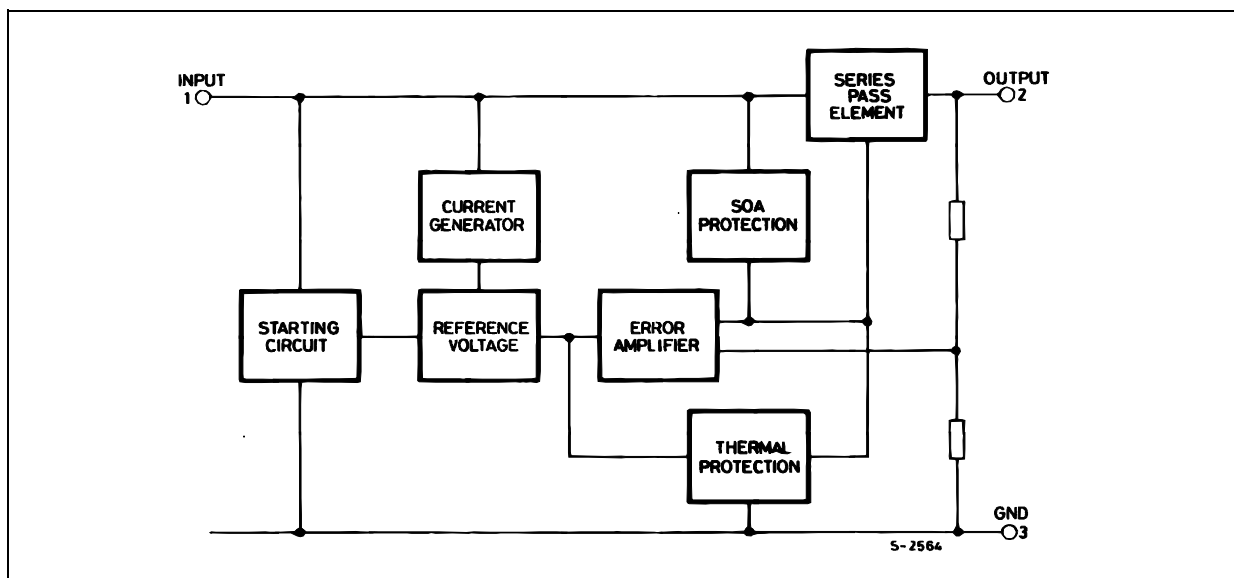 INPUT
1
SERIES
PASS
ELEMENT
OUTPUT
2
CURRENT
GENERATOR
SOA
PROTECTION
STARTING
CIRCUIT
REFERENCE
VOLTAGE
ERROR
AMPLIFIER
THERMAL
PROTECTION
GND
3
S-2564